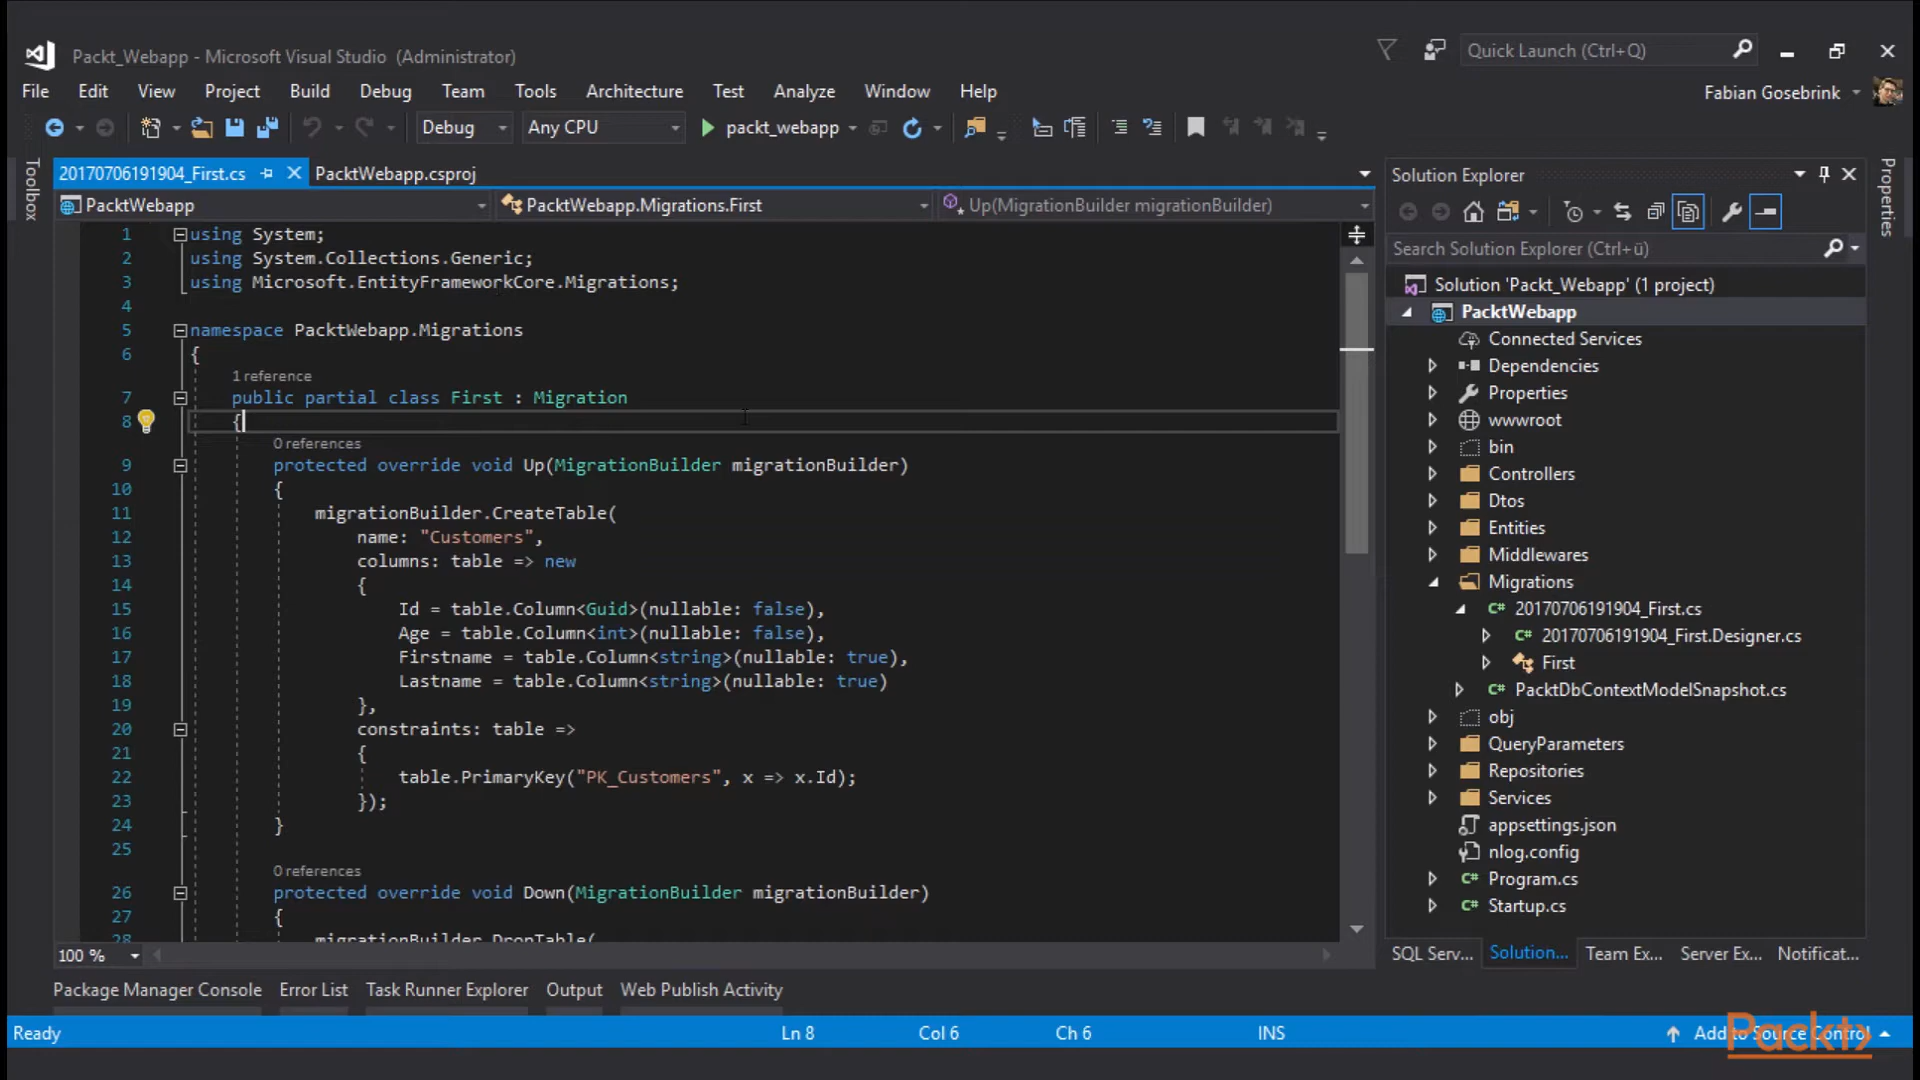 Packt_Webapp - Microsoft Visual Studio (Administrator)
Quick Launch (Ctrl+Q)
File Edit View Project Build Debug Team Tools Architecture Test Analyze Window Help
Fabian Gosebrink
Debug Any CPU packt_webapp
Toolbox
20170706191904_First.cs PacktWebapp.csproj
PacktWebapp PacktWebapp.Migrations.First Up(MigrationBuilder migrationBuilder)
1 using System;
2 using System.Collections.Generic;
3 using Microsoft.EntityFrameworkCore.Migrations;
4
5 namespace PacktWebapp.Migrations
6 {
1 reference
7 public partial class First : Migration
8 {
0 references
9 protected override void Up(MigrationBuilder migrationBuilder)
10 {
11 migrationBuilder.CreateTable(
12 name: "Customers",
13 columns: table => new
14 {
15 Id = table.Column<Guid>(nullable: false),
16 Age = table.Column<int>(nullable: false),
17 Firstname = table.Column<string>(nullable: true),
18 Lastname = table.Column<string>(nullable: true)
19 },
20 constraints: table =>
21 {
22 table.PrimaryKey("PK_Customers", x => x.Id);
23 });
24 }
25
0 references
26 protected override void Down(MigrationBuilder migrationBuilder)
27 {
28 migrationBuilder.DropTable(
100 %
Solution Explorer
Search Solution Explorer (Ctrl+ü)
Solution 'Packt_Webapp' (1 project)
PacktWebapp
Connected Services
Dependencies
Properties
wwwroot
bin
Controllers
Dtos
Entities
Middlewares
Migrations
20170706191904_First.cs
20170706191904_First.Designer.cs
First
PacktDbContextModelSnapshot.cs
obj
QueryParameters
Repositories
Services
appsettings.json
nlog.config
Program.cs
Startup.cs
SQL Serv... Solution... Team Ex... Server Ex... Notificat...
Properties
Package Manager Console Error List Task Runner Explorer Output Web Publish Activity
Ready Ln 8 Col 6 Ch 6 INS Add to Source Control
Packt>